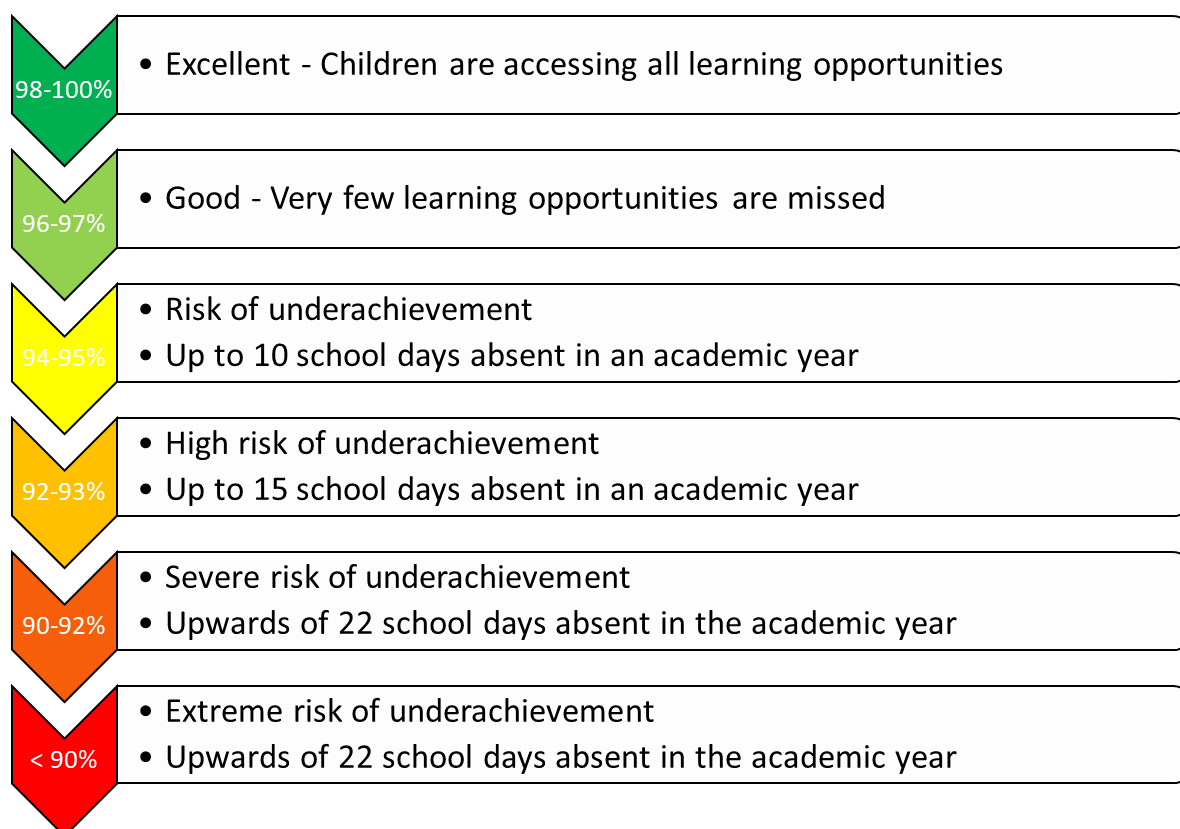 98-100%
• Excellent - Children are accessing all learning opportunities
96-97%
• Good - Very few learning opportunities are missed
94-95%
• Risk of underachievement
• Up to 10 school days absent in an academic year
92-93%
• High risk of underachievement
• Up to 15 school days absent in an academic year
90-92%
• Severe risk of underachievement
• Upwards of 22 school days absent in the academic year
< 90%
• Extreme risk of underachievement
• Upwards of 22 school days absent in the academic year